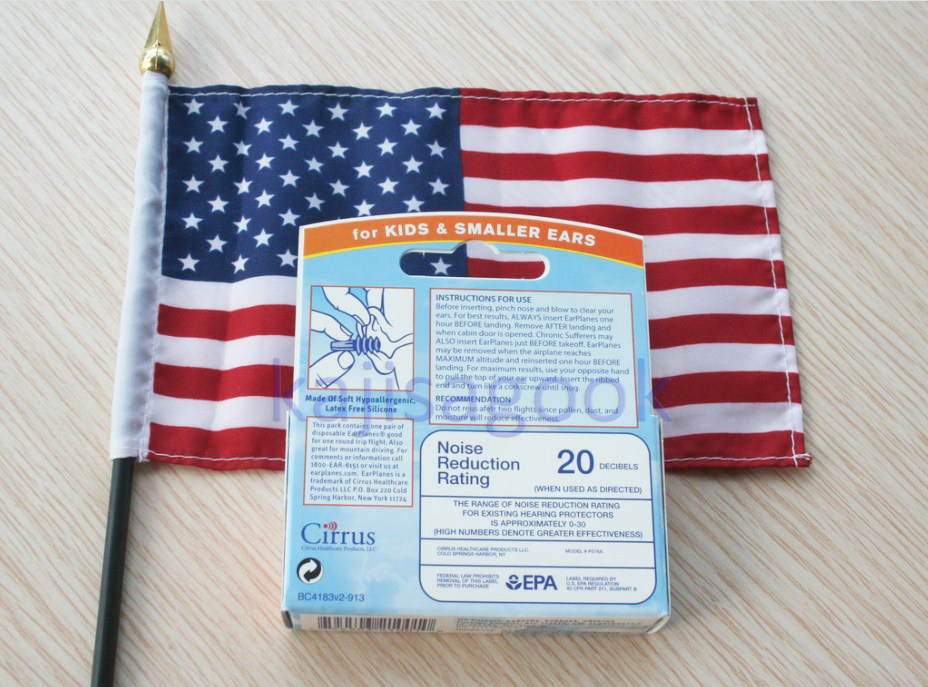 for KIDS & SMALLER EARS
INSTRUCTIONS FOR USE
Before inserting, pinch nose and blow to clear your
ears. For best results, ALWAYS insert EarPlanes one
hour BEFORE landing. Remove AFTER landing and
when cabin door is opened. Chronic Sufferers may
ALSO insert EarPlanes just BEFORE takeoff. EarPlanes
may be removed when the airplane reaches
MAXIMUM altitude and reinserted one hour BEFORE
landing. For maximum results, use your opposite hand
to pull the top of your ear upward. Insert the ribbed
end and turn like a corkscrew until snug.
RECOMMENDATION
Do not reuse after two flights since pollen, dust, and
moisture will reduce effectiveness.
kajisagook
Made Of Soft Hypoallergenic,
Latex Free Silicone
This pack contains one pair of
disposable EarPlanes® good
for one round trip flight. Also
great for mountain driving. For
comments or information call
1800-EAR-6151 or visit us at
earplanes.com. EarPlanes is a
trademark of Cirrus Healthcare
Products LLC P.O. Box 220 Cold
Spring Harbor, New York 11724
Cirrus
Cirrus Healthcare Products, LLC
BC4183v2-913
Noise
Reduction
Rating
20 DECIBELS
(WHEN USED AS DIRECTED)
THE RANGE OF NOISE REDUCTION RATING
FOR EXISTING HEARING PROTECTORS
IS APPROXIMATELY 0-30
(HIGH NUMBERS DENOTE GREATER EFFECTIVENESS)
CIRRUS HEALTHCARE PRODUCTS LLC
COLD SPRINGS HARBOR, NY
MODEL #
FEDERAL LAW PROHIBITS
REMOVAL OF THIS LABEL
PRIOR TO PURCHASE
EPA
LABEL REQUIRED BY
U.S. EPA REGULATION
40 CFR PART 211, SUBPART B